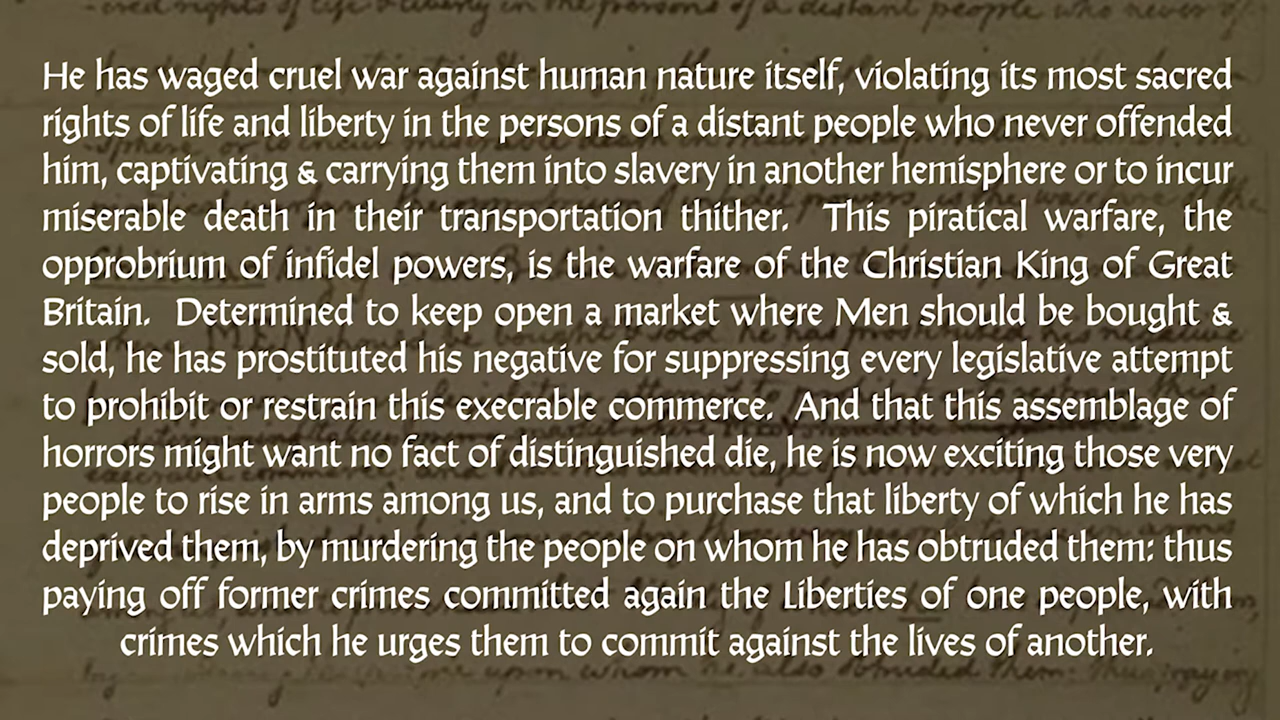 He has waged cruel war against human nature itself, violating its most sacred
rights of life and liberty in the persons of a distant people who never offended
him, captivating & carrying them into slavery in another hemisphere or to incur
miserable death in their transportation thither. This piratical warfare, the
opprobrium of infidel powers, is the warfare of the Christian King of Great
Britain. Determined to keep open a market where Men should be bought &
sold, he has prostituted his negative for suppressing every legislative attempt
to prohibit or restrain this execrable commerce. And that this assemblage of
horrors might want no fact of distinguished die, he is now exciting those very
people to rise in arms among us, and to purchase that liberty of which he has
deprived them, by murdering the people on whom he has obtruded them: thus
paying off former crimes committed again the Liberties of one people, with
crimes which he urges them to commit against the lives of another.